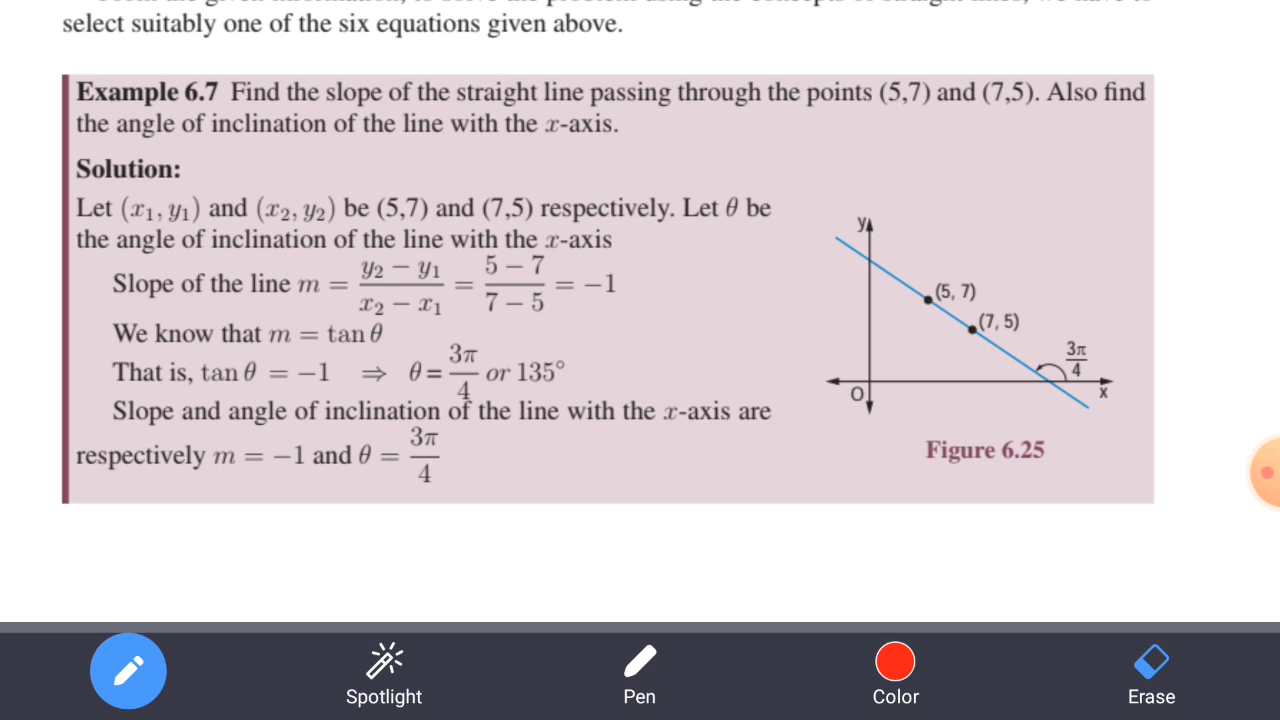 select suitably one of the six equations given above.
Example 6.7 Find the slope of the straight line passing through the points (5,7) and (7,5). Also find
the angle of inclination of the line with the x-axis.
Solution:
Let (x₁, y₁) and (x₂, y₂) be (5,7) and (7,5) respectively. Let θ be
the angle of inclination of the line with the x-axis
Slope of the line m = (y₂ − y₁)/(x₂ − x₁) = (5 − 7)/(7 − 5) = −1
We know that m = tan θ
That is, tan θ = −1 ⇒ θ = 3π/4 or 135°
Slope and angle of inclination of the line with the x-axis are
respectively m = −1 and θ = 3π/4
y
(5, 7)
(7, 5)
3π/4
O
x
Figure 6.25
Spotlight
Pen
Color
Erase